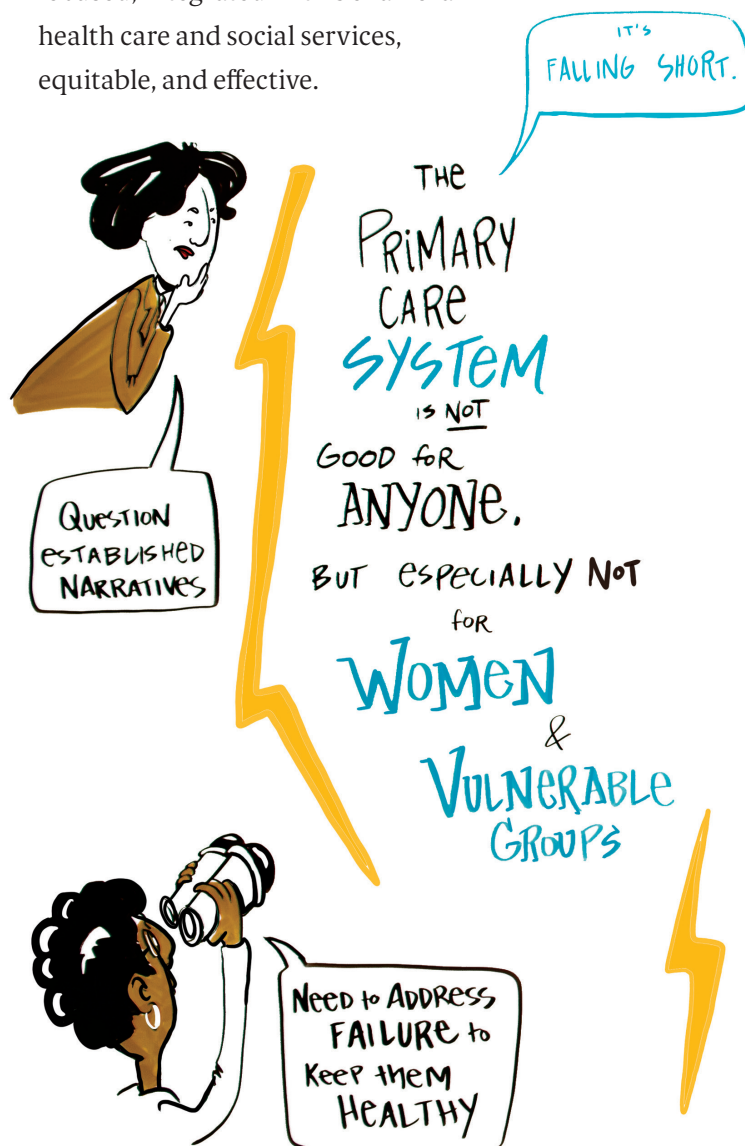 health care and social services,
equitable, and effective.
IT'S
FALLING SHORT.
THE
PRIMARY
CARE
SYSTEM
IS NOT
GOOD FOR
ANYONE.
BUT ESPECIALLY NOT
FOR
WOMEN
&
VULNERABLE
GROUPS
QUESTION
ESTABLISHED
NARRATIVES
NEED to ADDRESS
FAILURE to
KEEP tHEM
HEALTHY